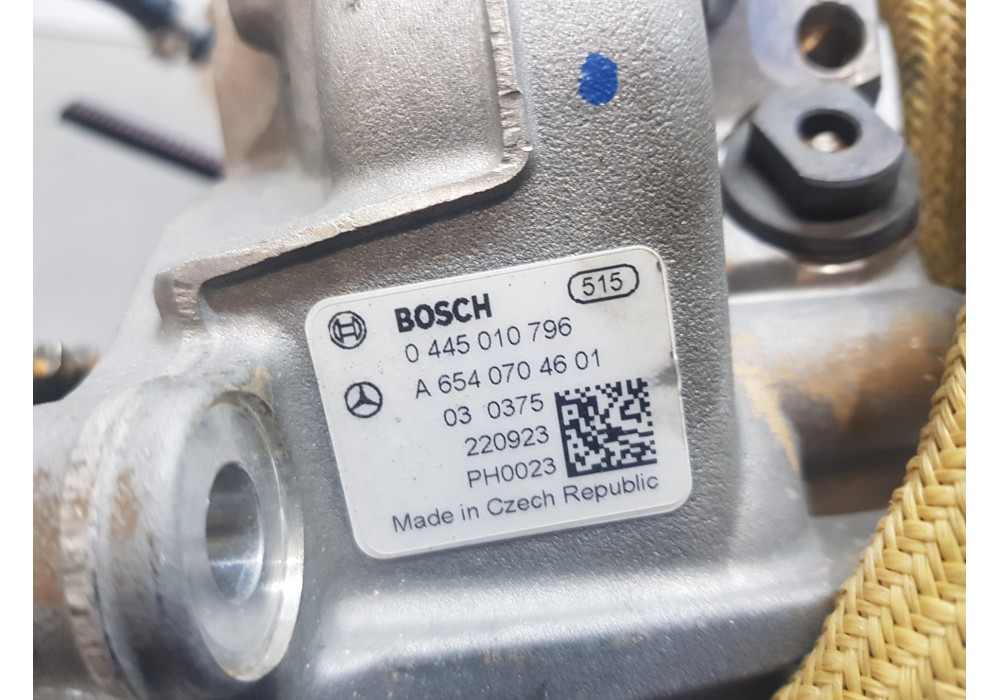 BOSCH 515
0 445 010 796
A 654 070 46 01
03 0375
220923
PH0023
Made in Czech Republic